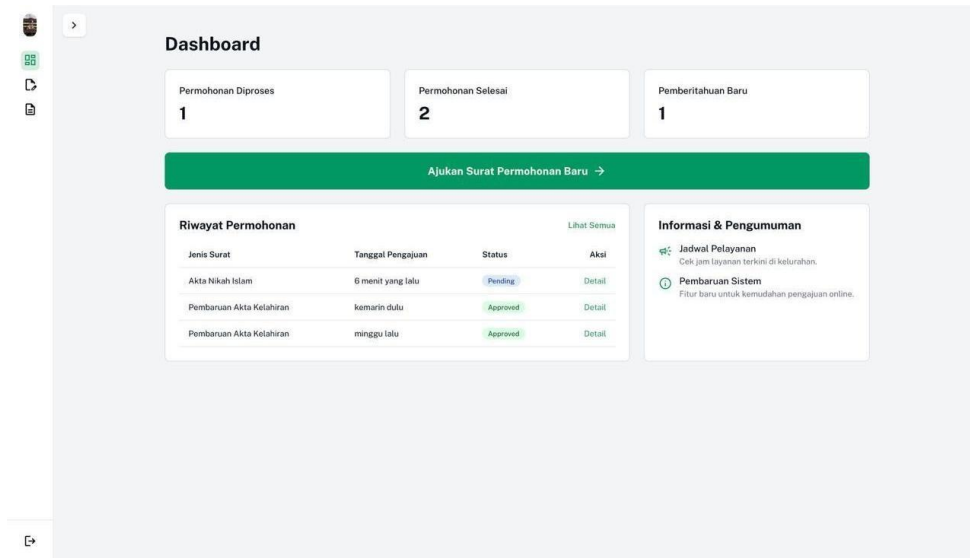 Dashboard
Permohonan Diproses
1
Permohonan Selesai
2
Pemberitahuan Baru
1
Ajukan Surat Permohonan Baru →
Riwayat Permohonan
Lihat Semua
Jenis Surat Tanggal Pengajuan Status Aksi
Akta Nikah Islam 6 menit yang lalu Pending Detail
Pembaruan Akta Kelahiran kemarin dulu Approved Detail
Pembaruan Akta Kelahiran minggu lalu Approved Detail
Informasi & Pengumuman
Jadwal Pelayanan
Cek jam layanan terkini di kelurahan.
Pembaruan Sistem
Fitur baru untuk kemudahan pengajuan online.